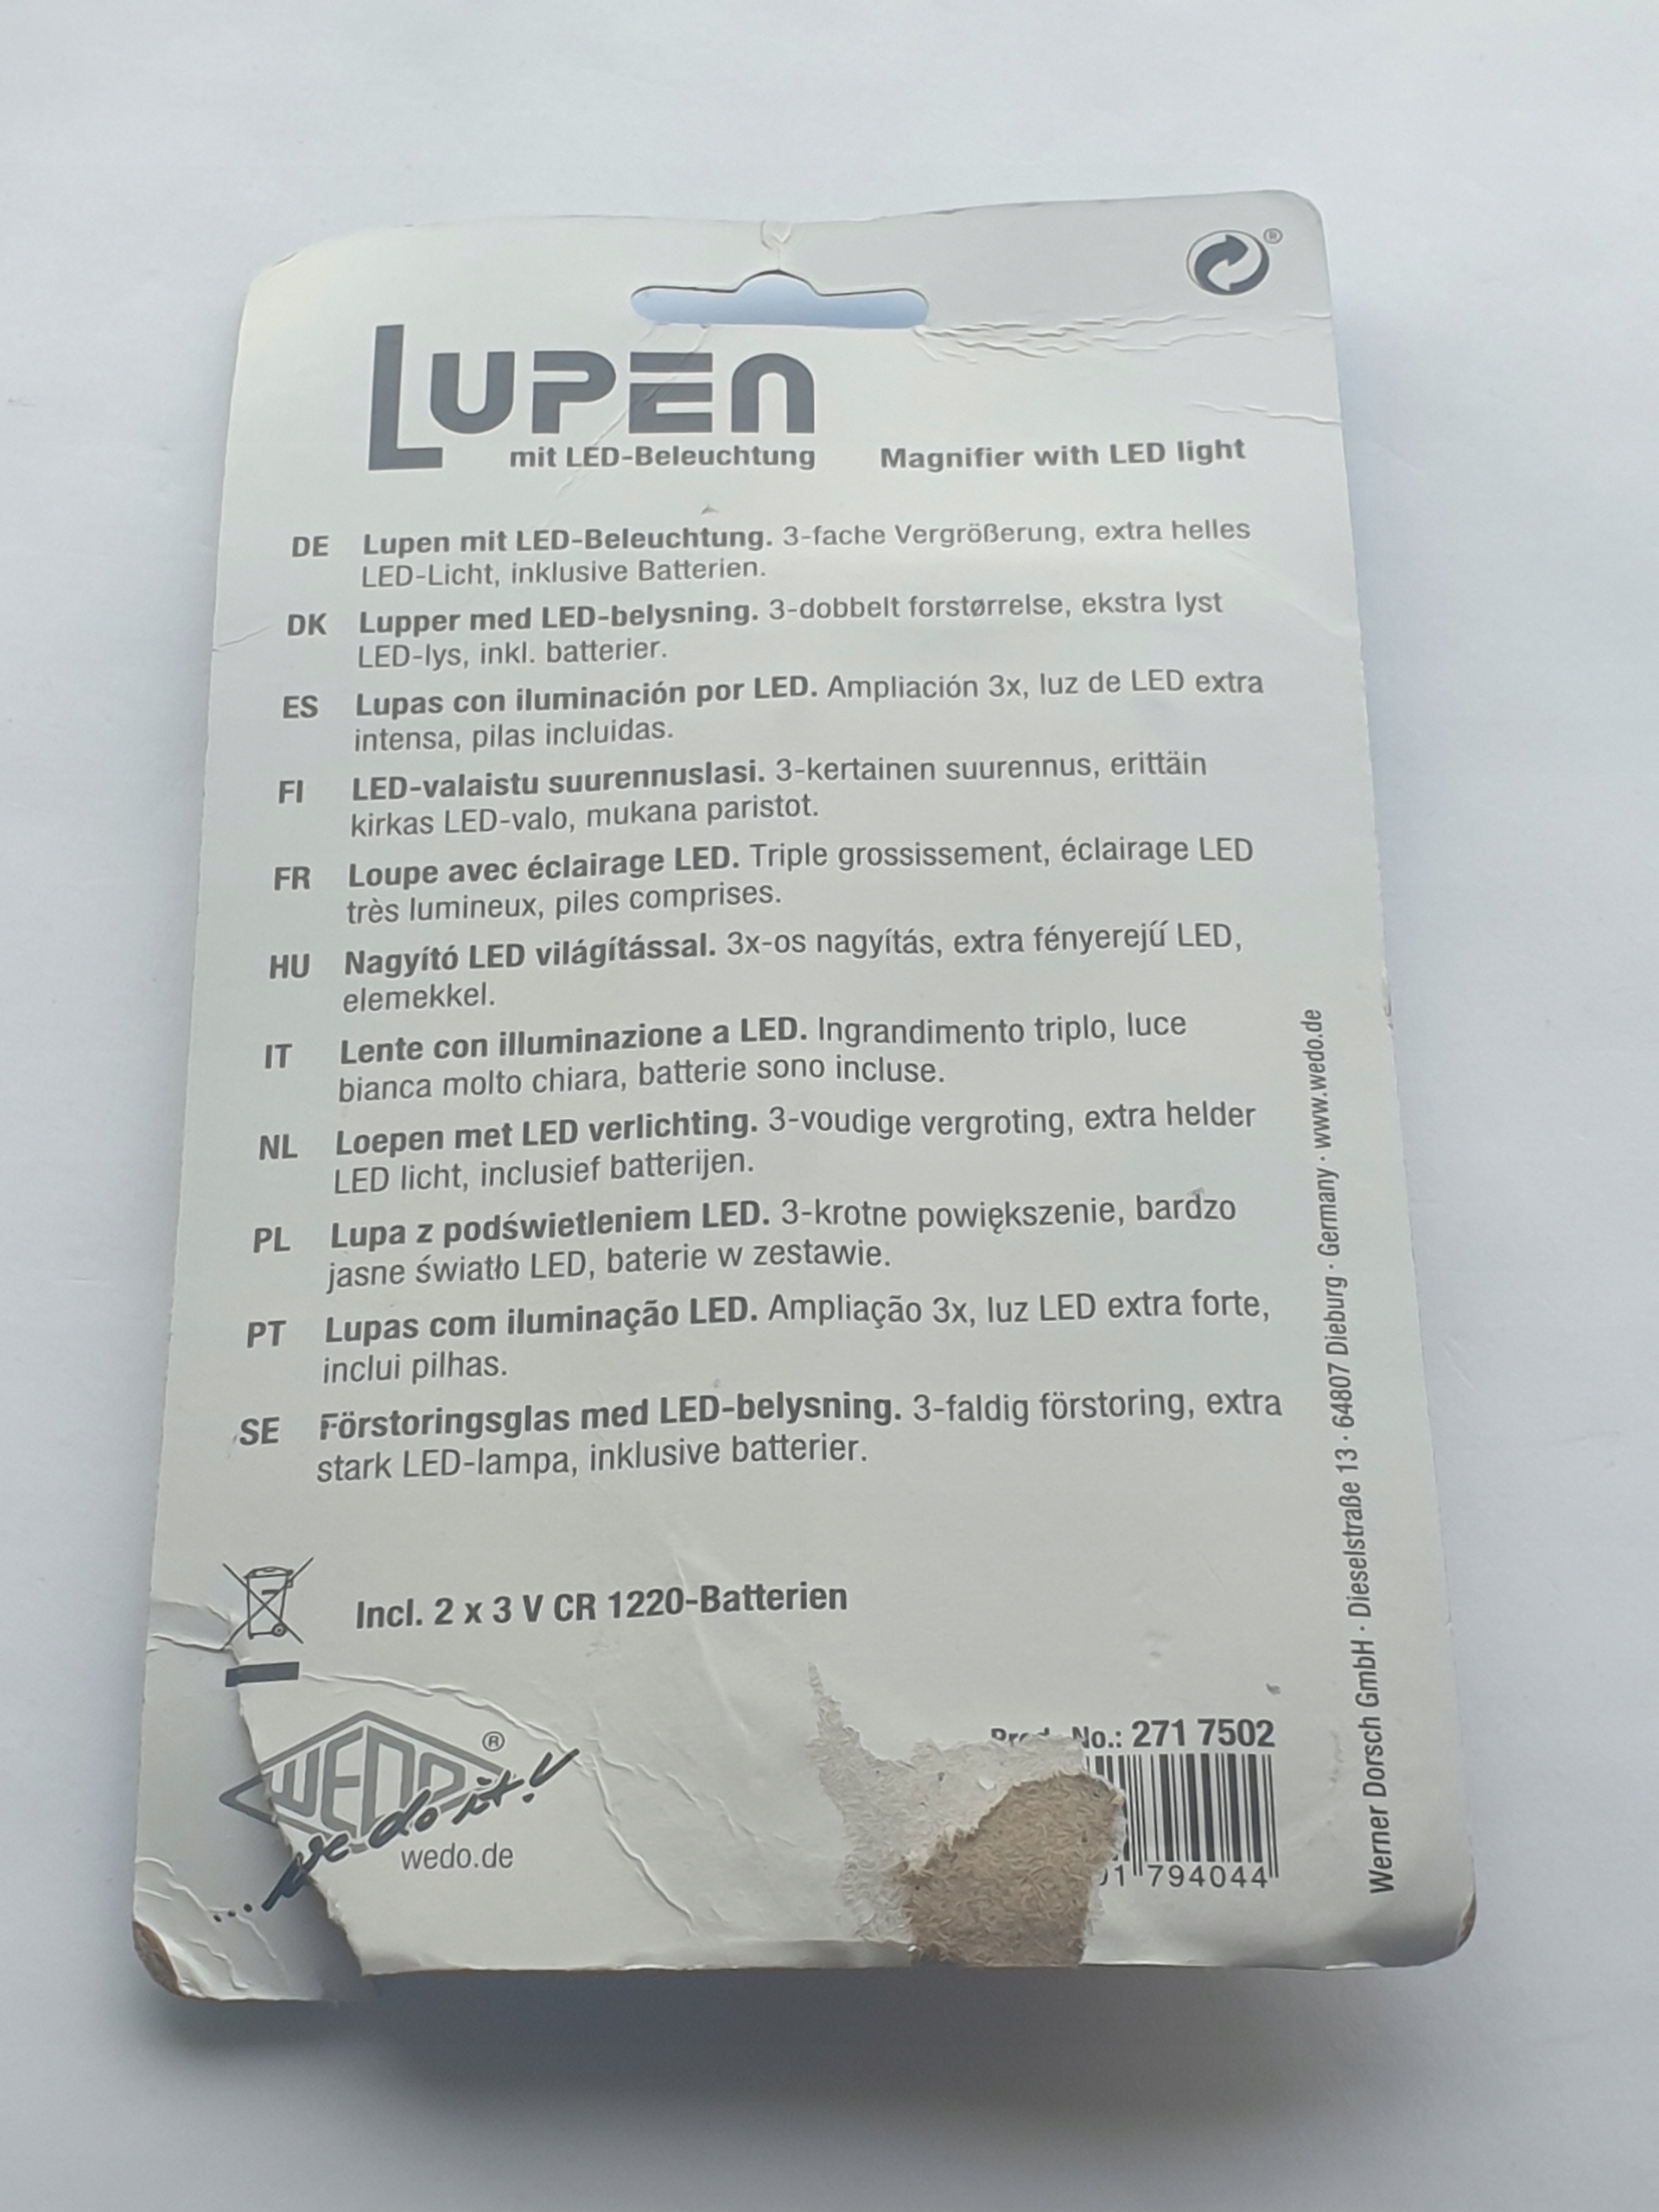 ®
LUPEN
mit LED-Beleuchtung Magnifier with LED light
DE Lupen mit LED-Beleuchtung. 3-fache Vergrößerung, extra helles
LED-Licht, inklusive Batterien.
DK Lupper med LED-belysning. 3-dobbelt forstørrelse, ekstra lyst
LED-lys, inkl. batterier.
ES Lupas con iluminación por LED. Ampliación 3x, luz de LED extra
intensa, pilas incluidas.
FI LED-valaistu suurennuslasi. 3-kertainen suurennus, erittäin
kirkas LED-valo, mukana paristot.
FR Loupe avec éclairage LED. Triple grossissement, éclairage LED
très lumineux, piles comprises.
HU Nagyító LED világítással. 3x-os nagyítás, extra fényerejű LED,
elemekkel.
IT Lente con illuminazione a LED. Ingrandimento triplo, luce
bianca molto chiara, batterie sono incluse.
NL Loepen met LED verlichting. 3-voudige vergroting, extra helder
LED licht, inclusief batterijen.
PL Lupa z podświetleniem LED. 3-krotne powiększenie, bardzo
jasne światło LED, baterie w zestawie.
PT Lupas com iluminação LED. Ampliação 3x, luz LED extra forte,
inclui pilhas.
SE Förstoringsglas med LED-belysning. 3-faldig förstoring, extra
stark LED-lampa, inklusive batterier.
Incl. 2 x 3 V CR 1220-Batterien
WEDO ®
...we do it!
wedo.de
No.: 271 7502
1 794044
Werner Dorsch GmbH · Dieselstraße 13 · 64807 Dieburg · Germany · www.wedo.de